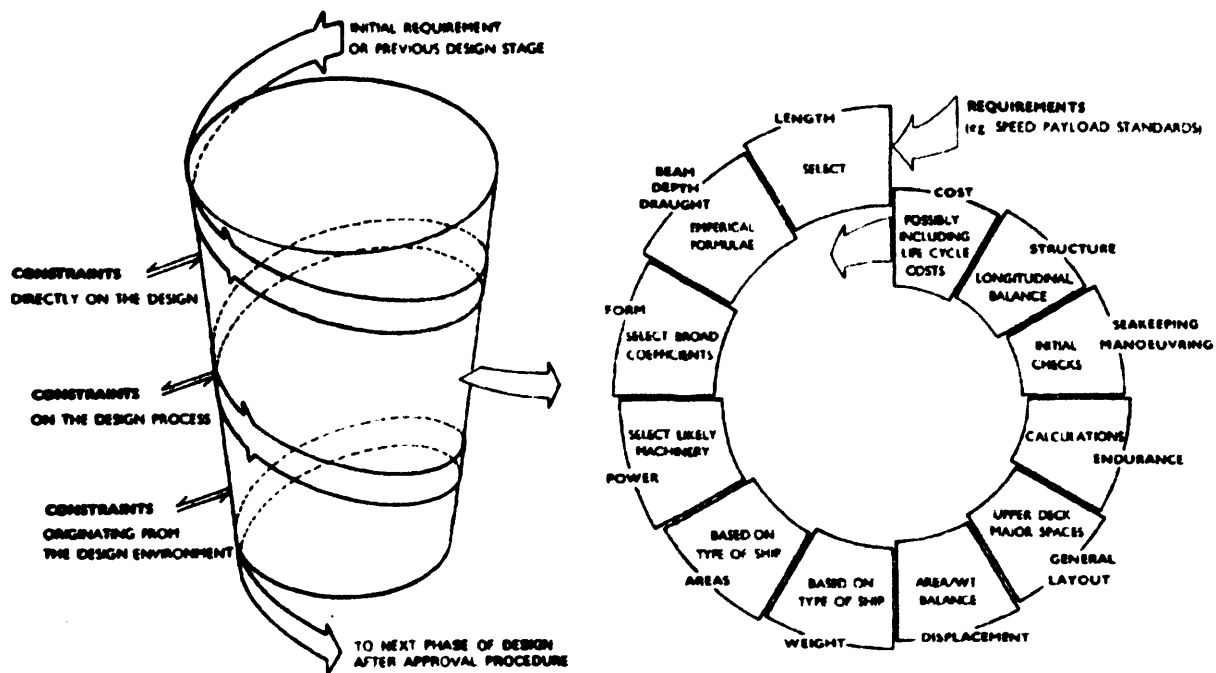 INITIAL REQUIREMENT
OR PREVIOUS DESIGN STAGE
CONSTRAINTS
DIRECTLY ON THE DESIGN
CONSTRAINTS
ON THE DESIGN PROCESS
CONSTRAINTS
ORIGINATING FROM
THE DESIGN ENVIRONMENT
TO NEXT PHASE OF DESIGN
AFTER APPROVAL PROCEDURE
REQUIREMENTS
(eg. SPEED PAYLOAD STANDARDS)
LENGTH
SELECT
BEAM
DEPTH
DRAUGHT
EMPERICAL
FORMULAE
FORM
SELECT BROAD
COEFFICIENTS
SELECT LIKELY
MACHINERY
POWER
BASED ON
TYPE OF SHIP
AREAS
BASED ON
TYPE OF SHIP
WEIGHT
AREA/WT
BALANCE
DISPLACEMENT
UPPER DECK
MAJOR SPACES
GENERAL
LAYOUT
CALCULATIONS
ENDURANCE
INITIAL
CHECKS
SEAKEEPING
MANOEUVRING
STRUCTURE
LONGITUDINAL
BALANCE
COST
POSSIBLY
INCLUDING
LIFE CYCLE
COSTS